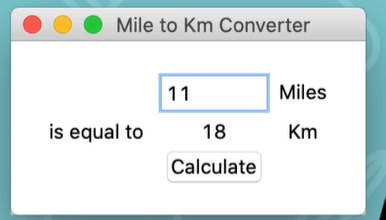 Mile to Km Converter
11 Miles
is equal to 18 Km
Calculate